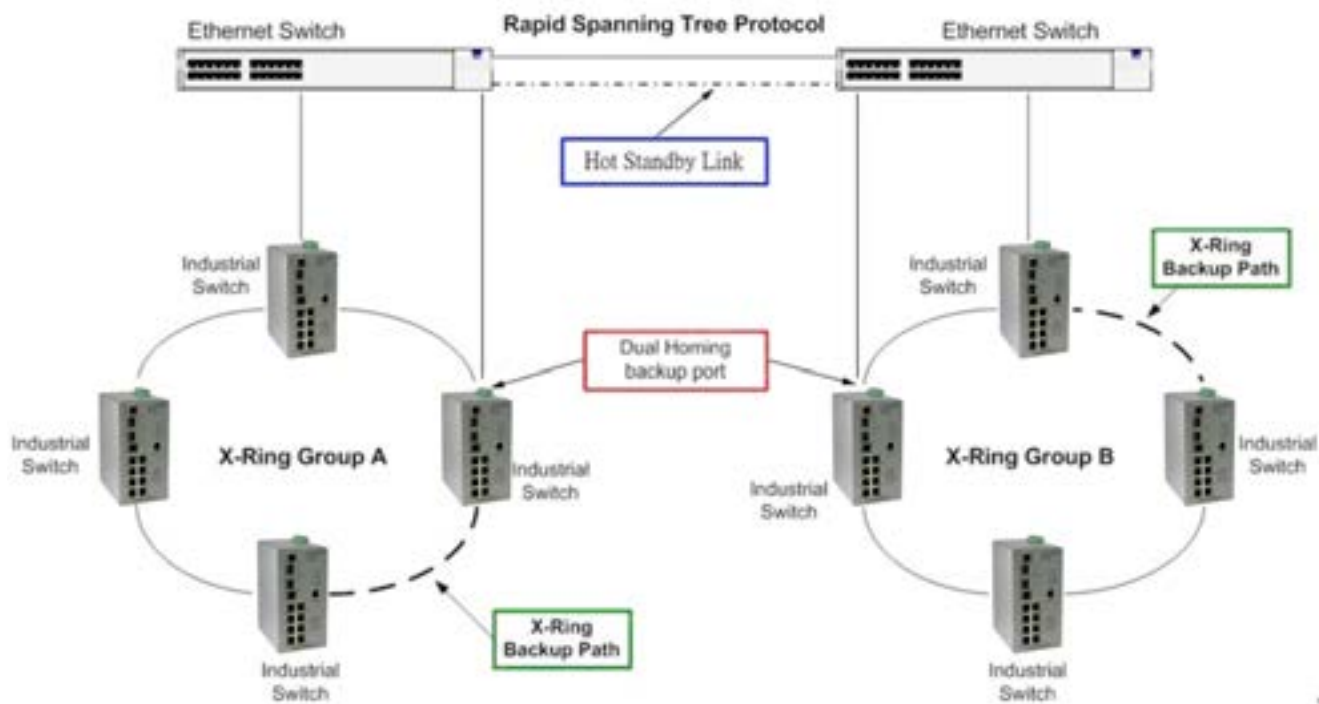 Ethernet Switch
Rapid Spanning Tree Protocol
Ethernet Switch
Hot Standby Link
Industrial
Switch
Industrial
Switch
X-Ring
Backup Path
Dual Homing
backup port
Industrial
Switch
X-Ring Group A
Industrial
Switch
Industrial
Switch
X-Ring Group B
Industrial
Switch
X-Ring
Backup Path
Industrial
Switch
Industrial
Switch